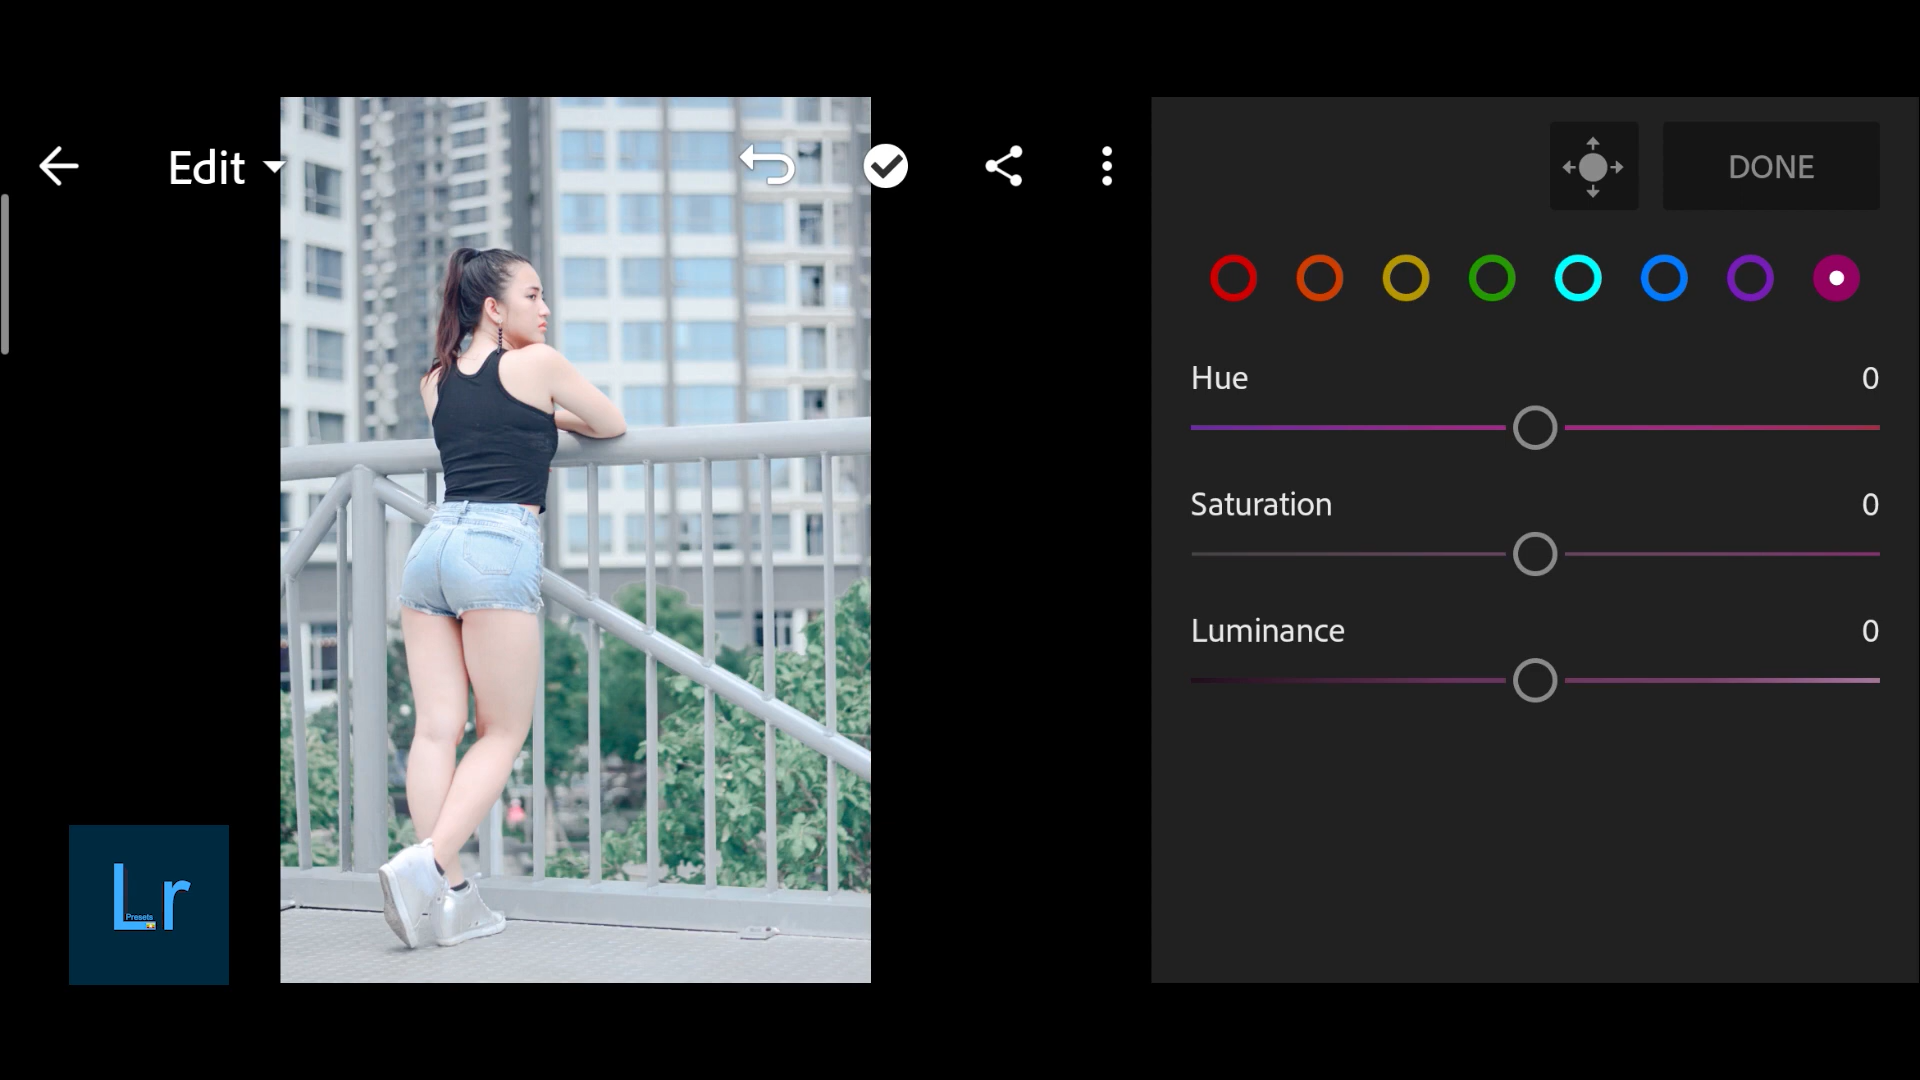 Edit
DONE
Hue 0
Saturation 0
Luminance 0
Lr
Presets